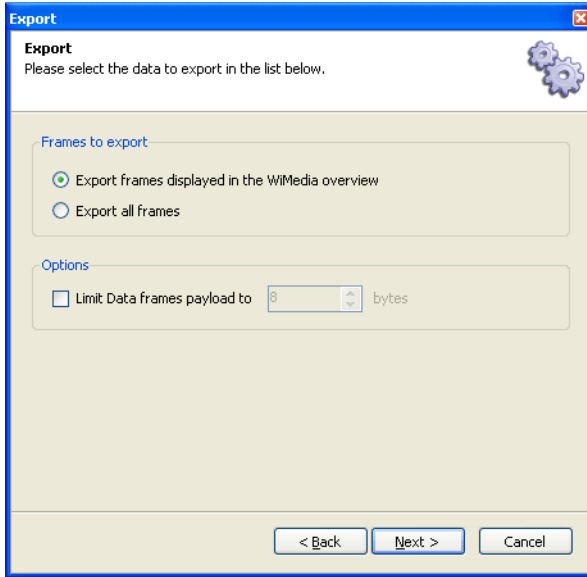 Export
Export
Please select the data to export in the list below.
Frames to export
Export frames displayed in the WiMedia overview
Export all frames
Options
Limit Data frames payload to 8 bytes
< Back Next > Cancel